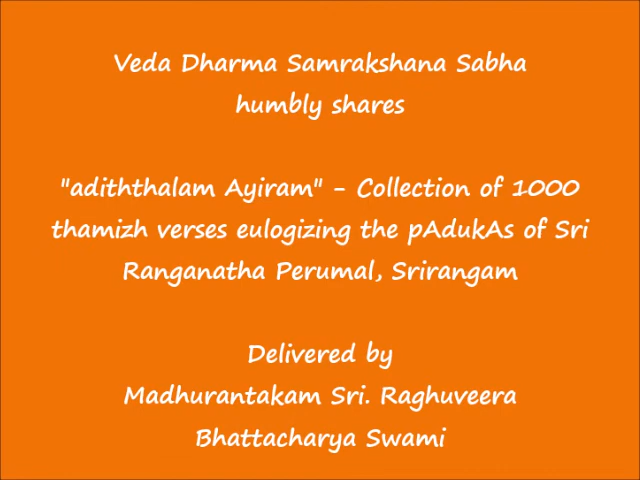 Veda Dharma Samrakshana Sabha
humbly shares
"adiththalam Ayiram" - Collection of 1000
thamizh verses eulogizing the pAdukAs of Sri
Ranganatha Perumal, Srirangam
Delivered by
Madhurantakam Sri. Raghuveera
Bhattacharya Swami